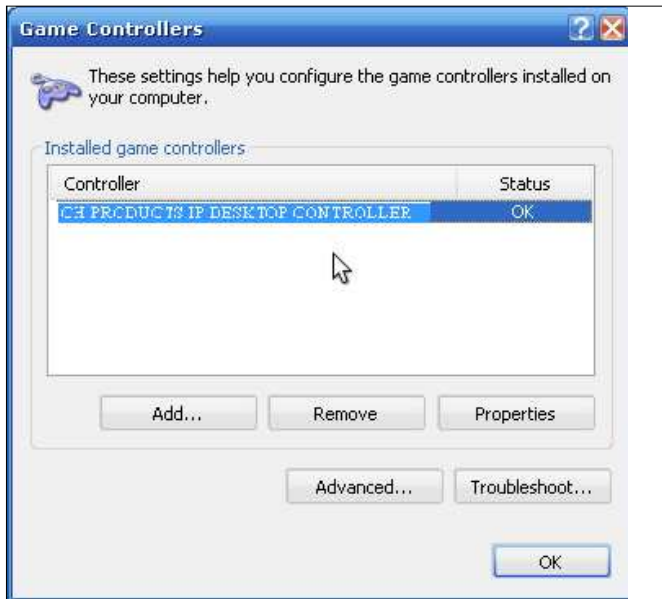 Game Controllers
These settings help you configure the game controllers installed on
your computer.
Installed game controllers
Controller Status
CH PRODUCTS IP DESKTOP CONTROLLER OK
Add... Remove Properties
Advanced... Troubleshoot...
OK